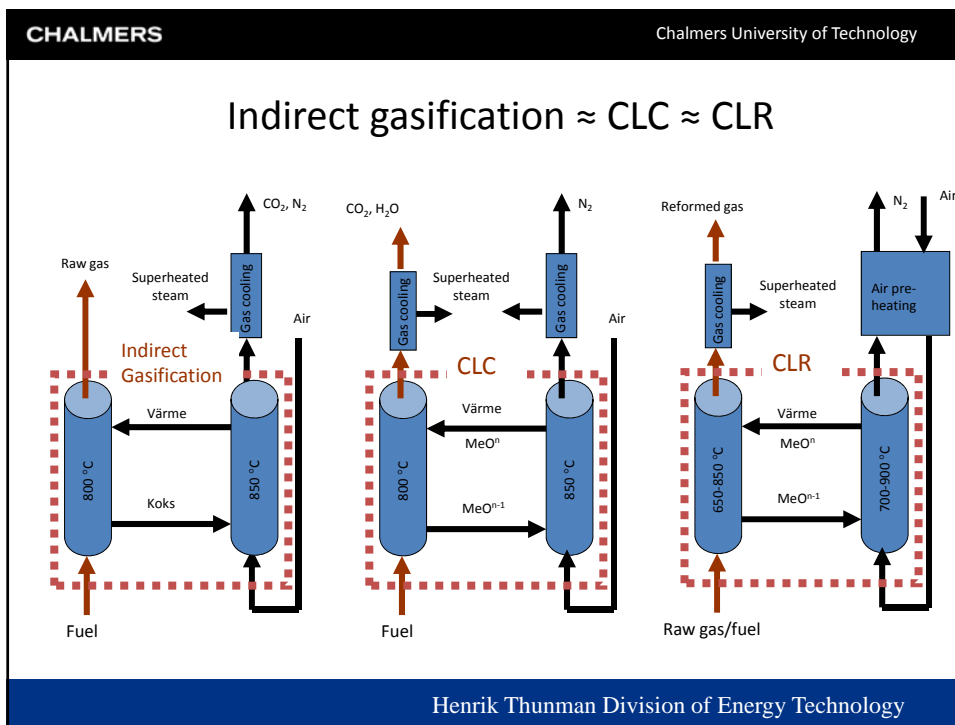 CHALMERS
Chalmers University of Technology
Indirect gasification ≈ CLC ≈ CLR
CO₂, N₂
Raw gas
Superheated
steam
Gas cooling
Air
Indirect
Gasification
Värme
800 °C
850 °C
Koks
Fuel
CO₂, H₂O
N₂
Gas cooling
Superheated
steam
Gas cooling
Air
CLC
Värme
MeOⁿ
800 °C
850 °C
MeOⁿ⁻¹
Fuel
Reformed gas
N₂
Air
Gas cooling
Superheated
steam
Air pre-
heating
CLR
Värme
MeOⁿ
650-850 °C
700-900 °C
MeOⁿ⁻¹
Raw gas/fuel
Henrik Thunman Division of Energy Technology